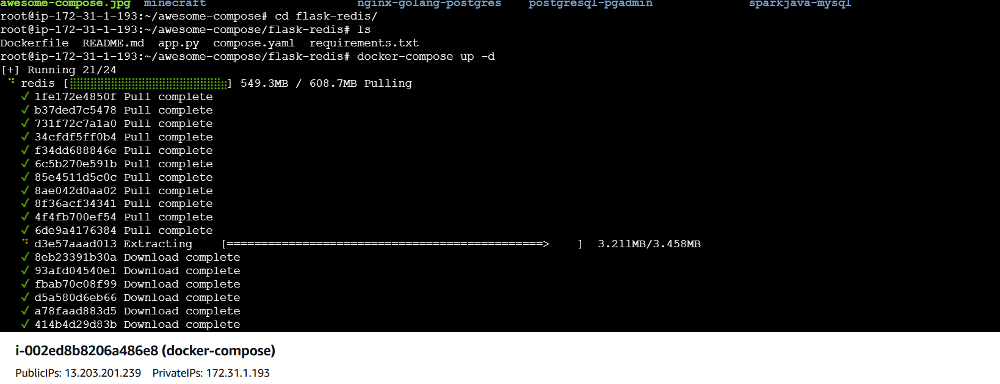 awesome-compose.jpg  minecraft  nginx-golang-postgres  postgresql-pgadmin  sparkjava-mysql
root@ip-172-31-1-193:~/awesome-compose# cd flask-redis/
root@ip-172-31-1-193:~/awesome-compose/flask-redis# ls
Dockerfile  README.md  app.py  compose.yaml  requirements.txt
root@ip-172-31-1-193:~/awesome-compose/flask-redis# docker-compose up -d
[+] Running 21/24
redis [⣿⣿⣿⣿⣿⣿⣿⣿⣿⣿⣿⣿⣿⣿⣿⣿⣿⣿⣿⣿⣿⣿⣤] 549.3MB / 608.7MB Pulling
✓ 1fe172e4850f Pull complete
✓ b37ded7c5478 Pull complete
✓ 731f72c7a1a0 Pull complete
✓ 34cfdf5ff0b4 Pull complete
✓ f34dd688846e Pull complete
✓ 6c5b270e591b Pull complete
✓ 85e4511d5c0c Pull complete
✓ 8ae042d0aa02 Pull complete
✓ 8f36acf34341 Pull complete
✓ 4f4fb700ef54 Pull complete
✓ 6de9a4176384 Pull complete
d3e57aaad013 Extracting    [==============================================>    ]  3.211MB/3.458MB
✓ 8eb23391b30a Download complete
✓ 93afd04540e1 Download complete
✓ fbab70c08f99 Download complete
✓ d5a580d6eb66 Download complete
✓ a78faad883d5 Download complete
✓ 414b4d29d83b Download complete
i-002ed8b8206a486e8 (docker-compose)
PublicIPs: 13.203.201.239  PrivateIPs: 172.31.1.193